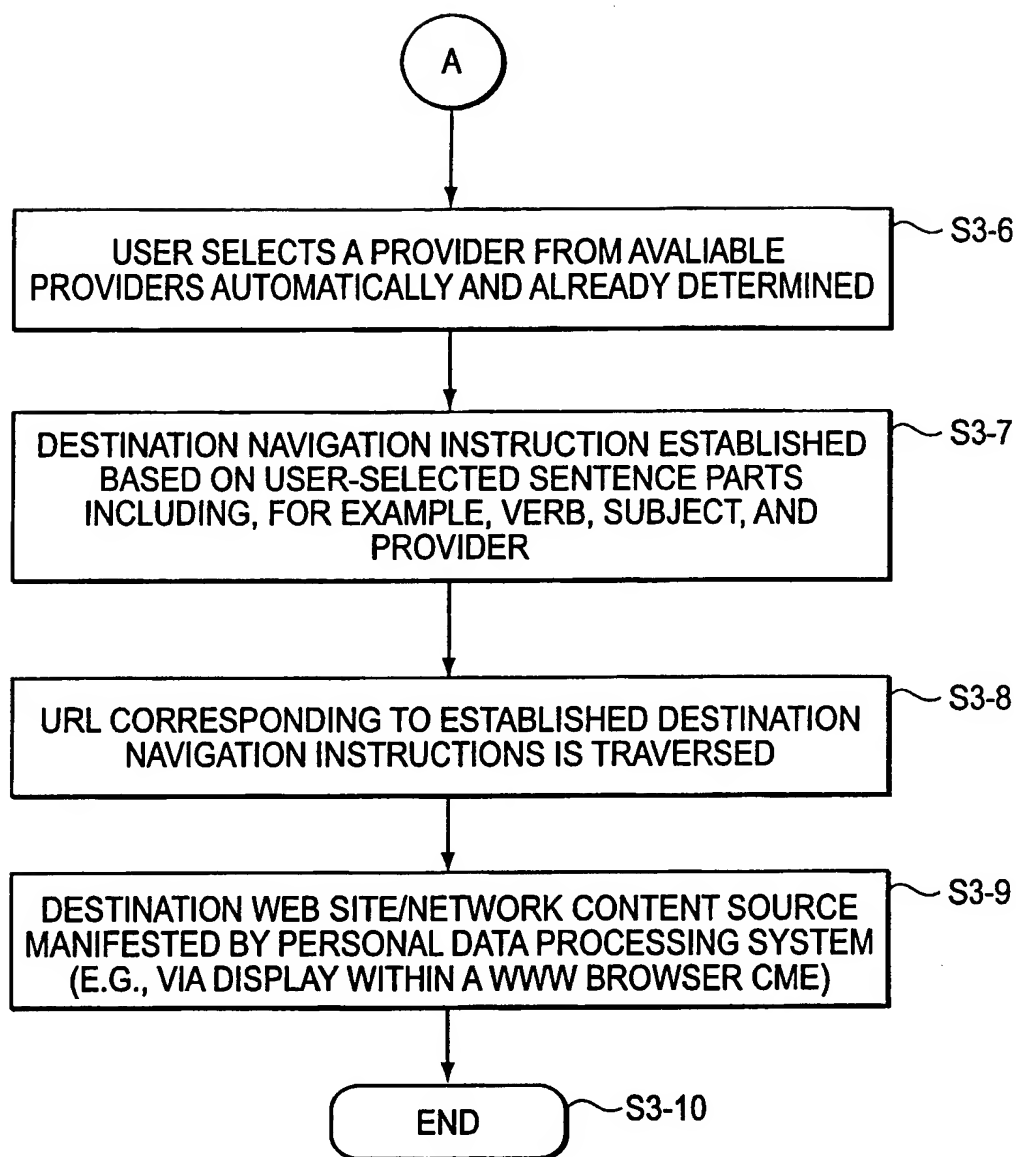 A
USER SELECTS A PROVIDER FROM AVALIABLE
PROVIDERS AUTOMATICALLY AND ALREADY DETERMINED
S3-6
DESTINATION NAVIGATION INSTRUCTION ESTABLISHED
BASED ON USER-SELECTED SENTENCE PARTS
INCLUDING, FOR EXAMPLE, VERB, SUBJECT, AND
PROVIDER
S3-7
URL CORRESPONDING TO ESTABLISHED DESTINATION
NAVIGATION INSTRUCTIONS IS TRAVERSED
S3-8
DESTINATION WEB SITE/NETWORK CONTENT SOURCE
MANIFESTED BY PERSONAL DATA PROCESSING SYSTEM
(E.G., VIA DISPLAY WITHIN A WWW BROWSER CME)
S3-9
END
S3-10